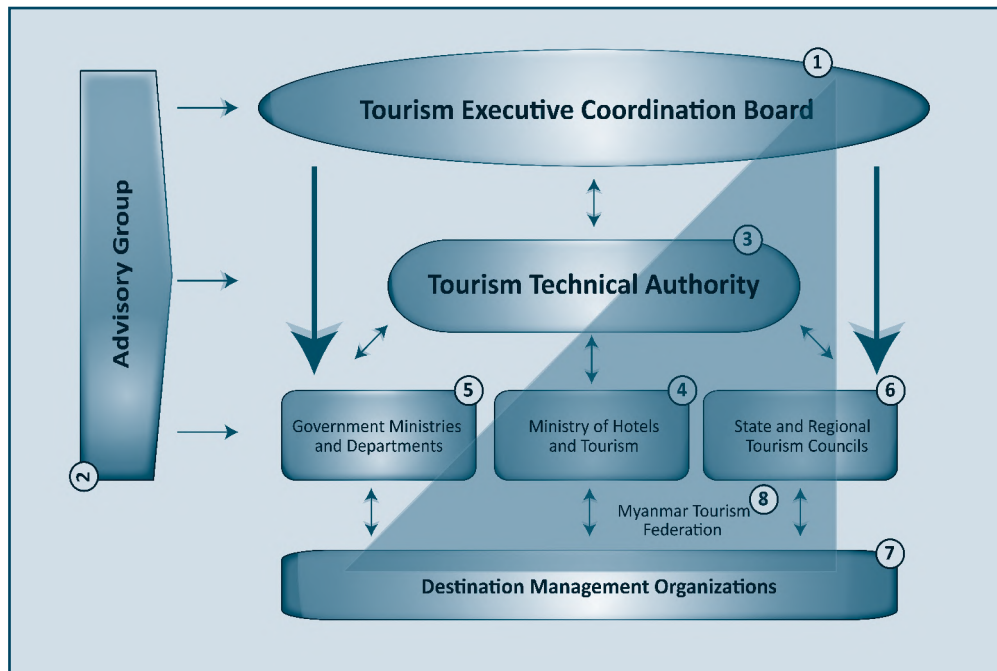 1
Tourism Executive Coordination Board
Advisory Group
2
3
Tourism Technical Authority
5
Government Ministries
and Departments
4
Ministry of Hotels
and Tourism
6
State and Regional
Tourism Councils
8
Myanmar Tourism
Federation
7
Destination Management Organizations